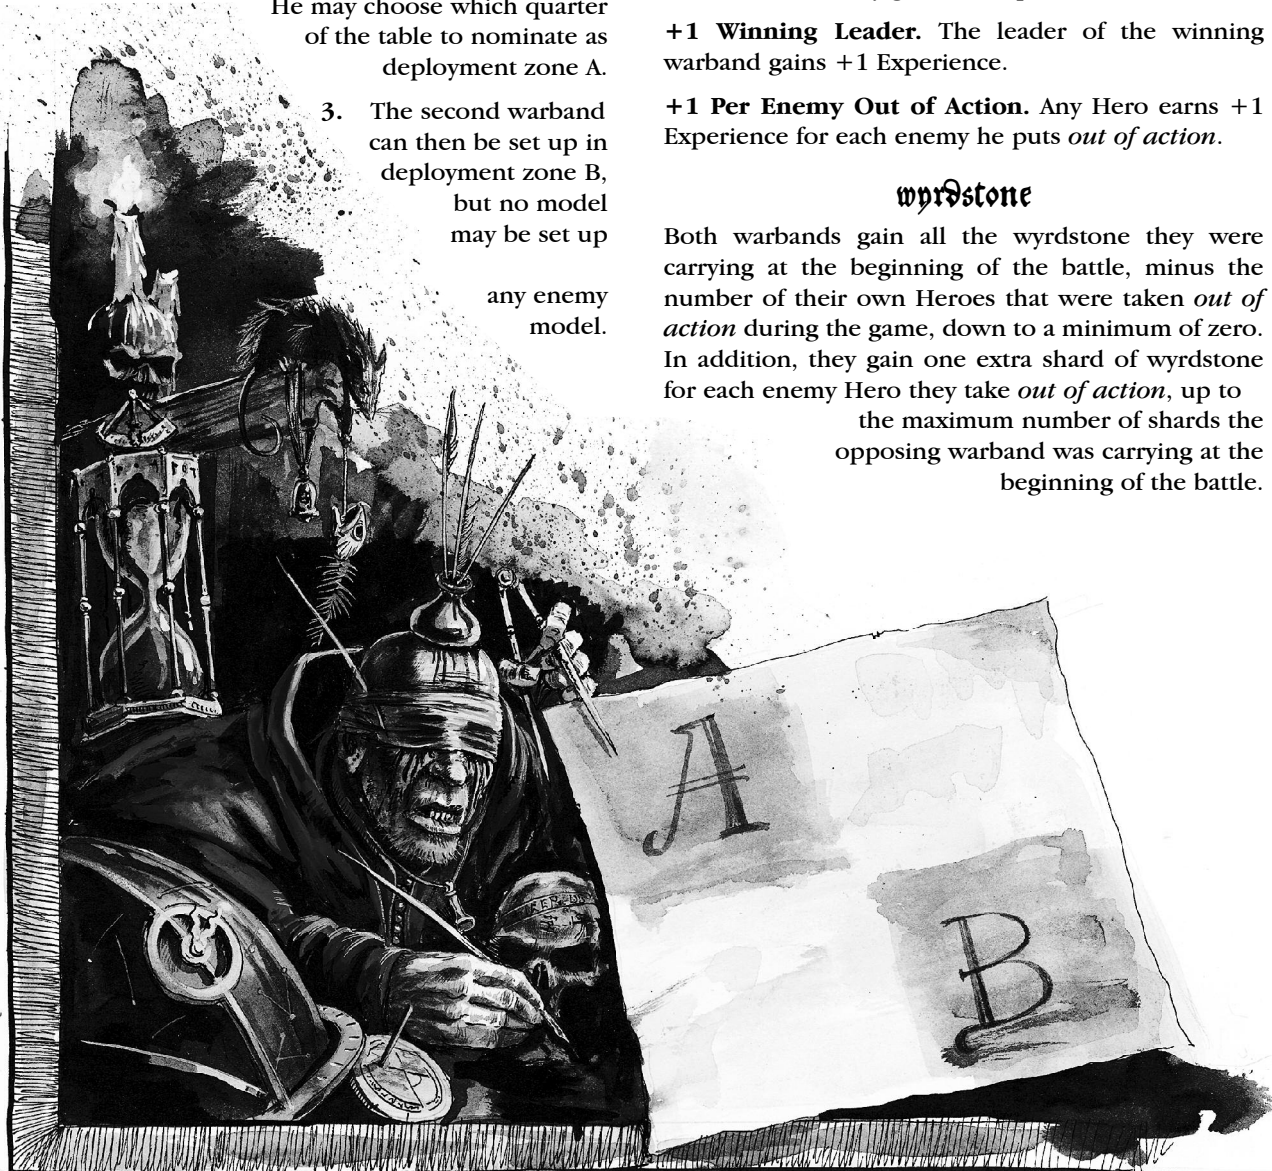 He may choose which quarter
of the table to nominate as
deployment zone A.
3. The second warband
can then be set up in
deployment zone B,
but no model
may be set up
any enemy
model.
+1 Winning Leader. The leader of the winning
warband gains +1 Experience.
+1 Per Enemy Out of Action. Any Hero earns +1
Experience for each enemy he puts out of action.
wyrdstone
Both warbands gain all the wyrdstone they were
carrying at the beginning of the battle, minus the
number of their own Heroes that were taken out of
action during the game, down to a minimum of zero.
In addition, they gain one extra shard of wyrdstone
for each enemy Hero they take out of action, up to
the maximum number of shards the
opposing warband was carrying at the
beginning of the battle.
A
B